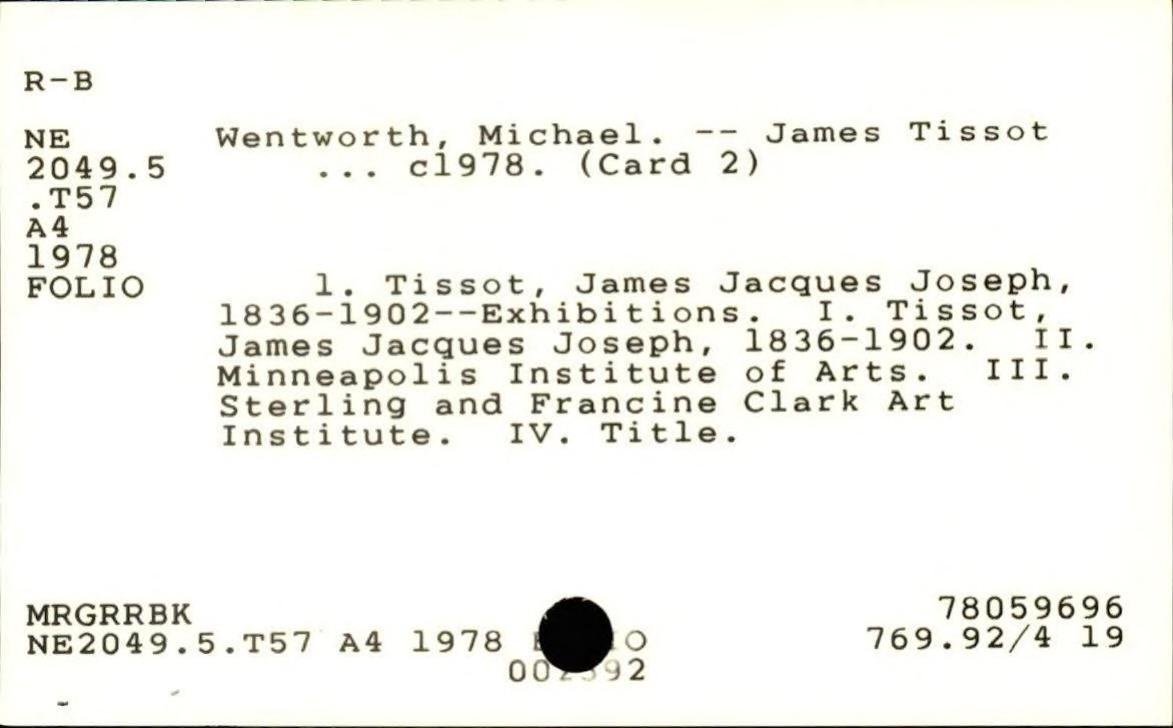 R-B
NE Wentworth, Michael. -- James Tissot
2049.5 ... c1978. (Card 2)
.T57
A4
1978
FOLIO 1. Tissot, James Jacques Joseph,
1836-1902--Exhibitions. I. Tissot,
James Jacques Joseph, 1836-1902. II.
Minneapolis Institute of Arts. III.
Sterling and Francine Clark Art
Institute. IV. Title.
MRGRRBK 78059696
NE2049.5.T57 A4 1978 769.92/4 19